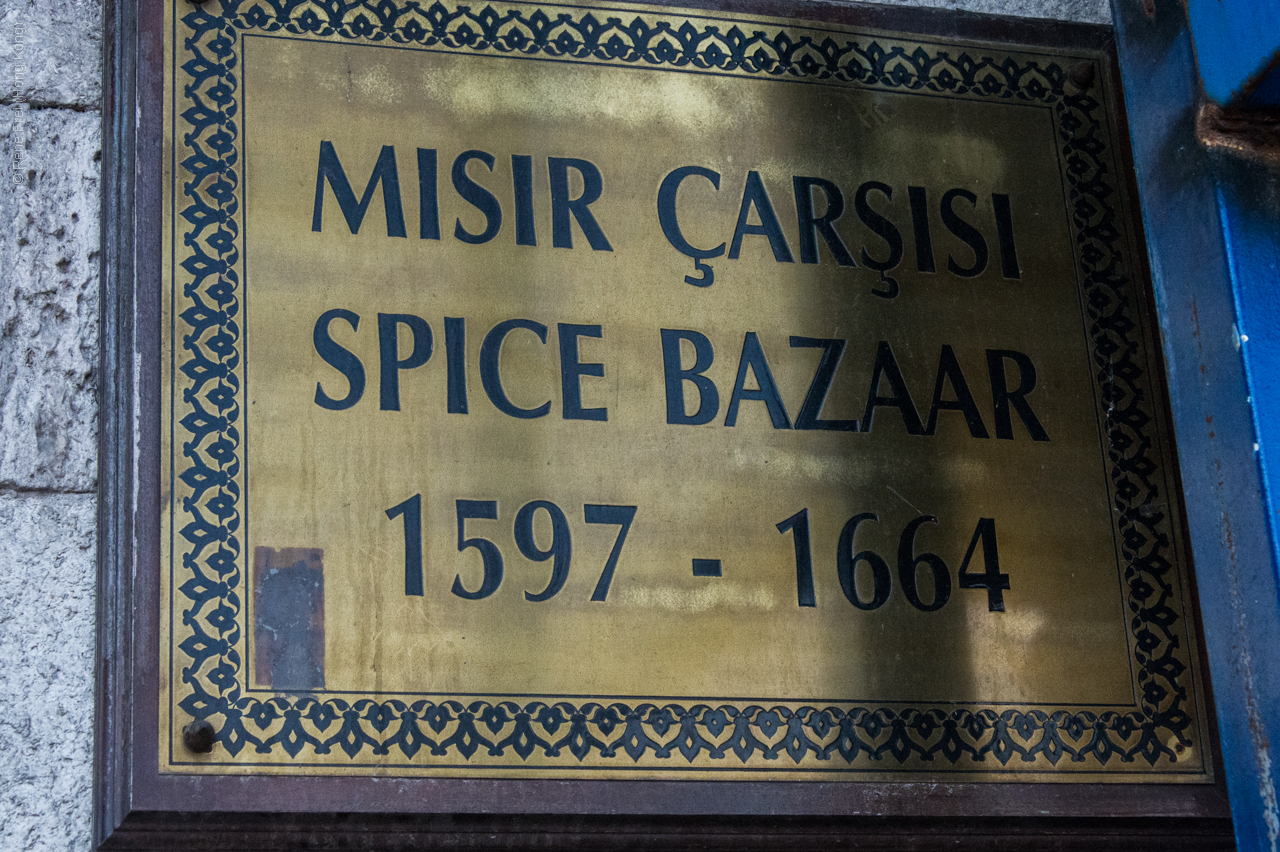 MISIR ÇARŞISI
SPICE BAZAAR
1597 - 1664